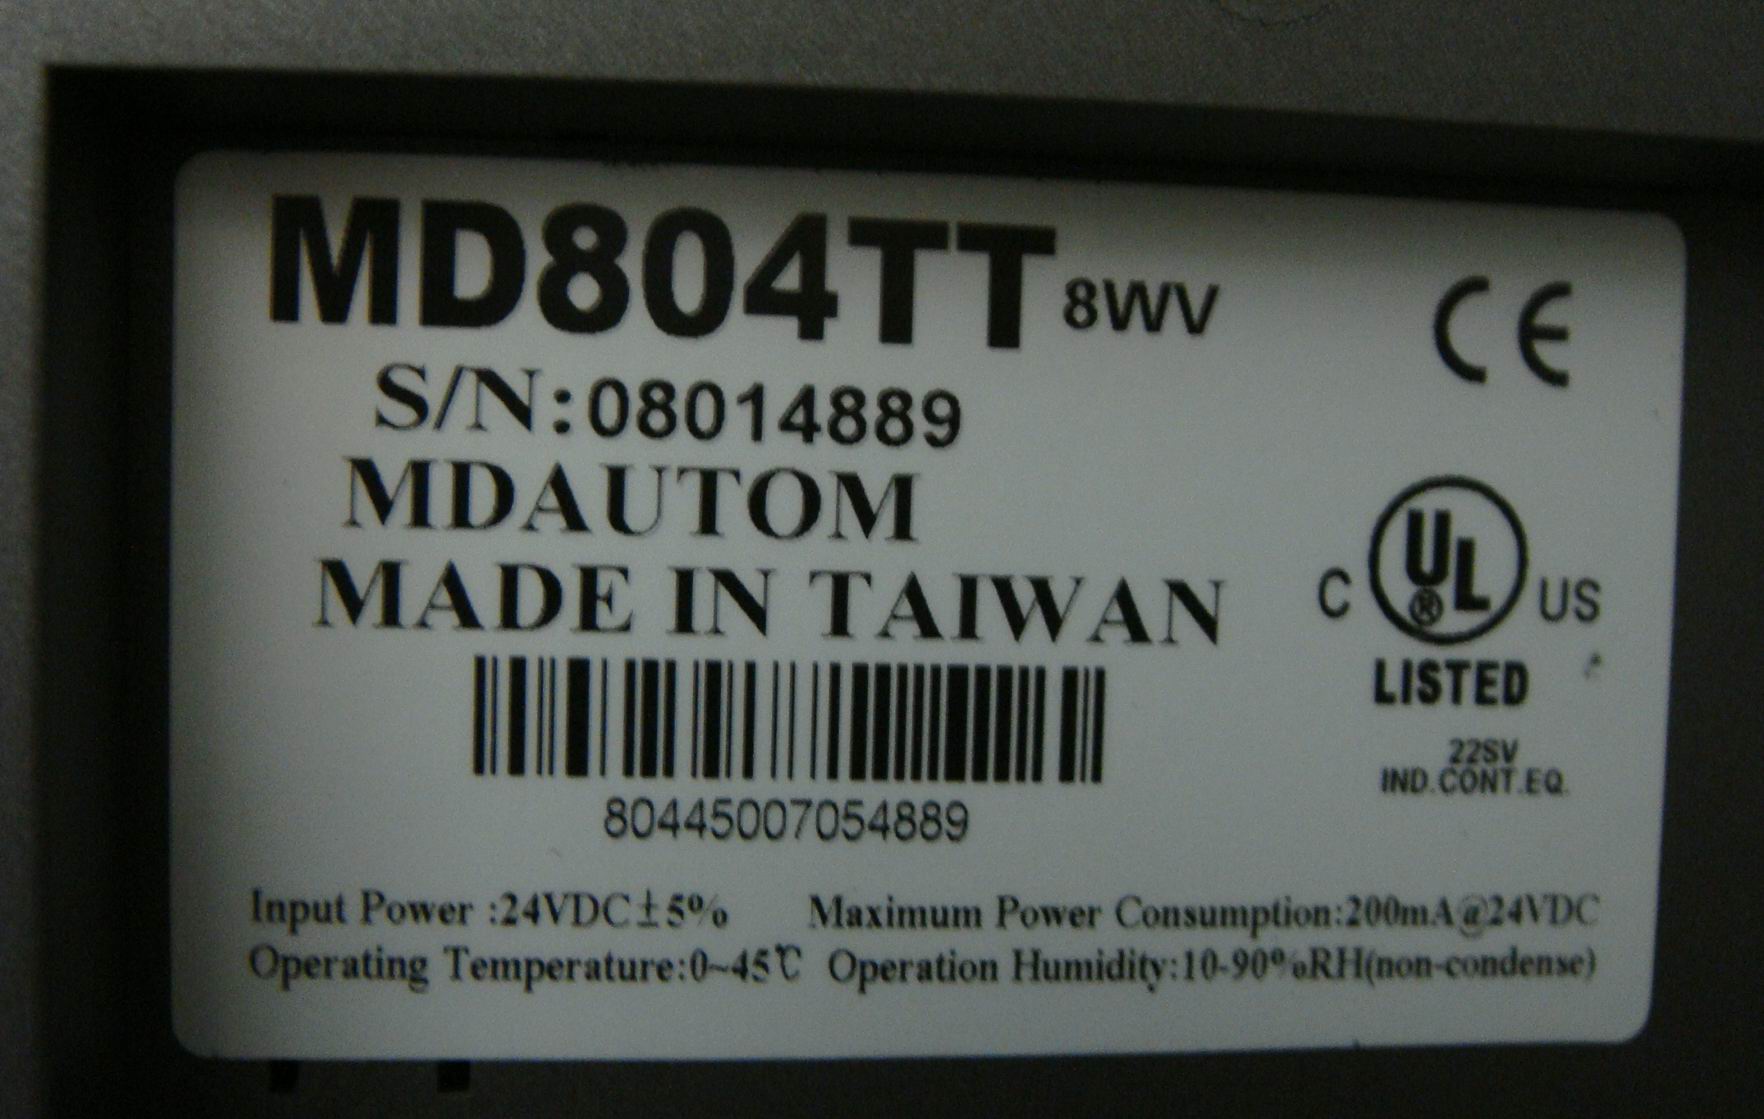 MD804TT 8WV
CE
S/N:08014889
MDAUTOM
MADE IN TAIWAN
C UL® US
LISTED
22SV
IND.CONT.EQ.
80445007054889
Input Power :24VDC±5% Maximum Power Consumption:200mA@24VDC
Operating Temperature:0~45℃ Operation Humidity:10-90%RH(non-condense)